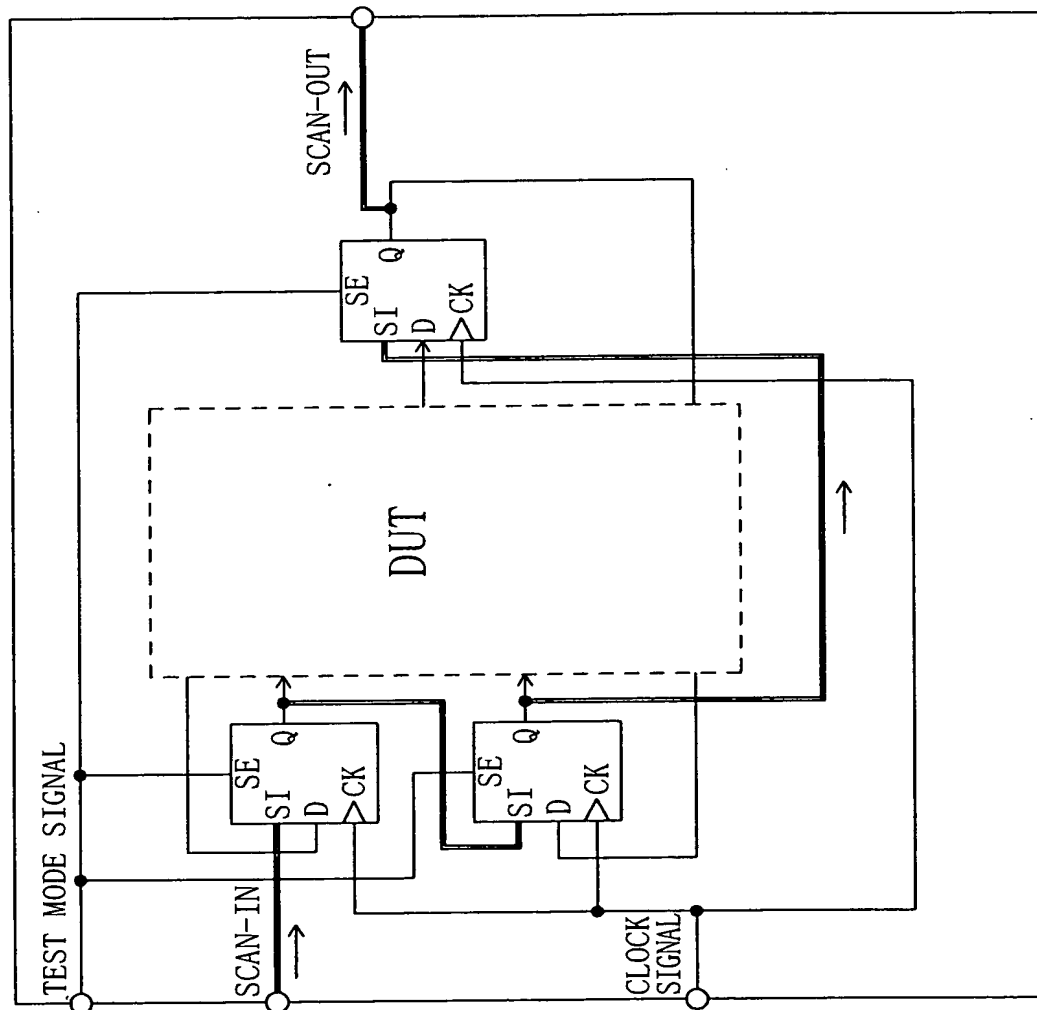 TEST MODE SIGNAL
SCAN-IN
CLOCK
SIGNAL
SE
SI
D
CK
Q
SE
SI
D
CK
Q
DUT
SE
SI
D
CK
Q
SCAN-OUT